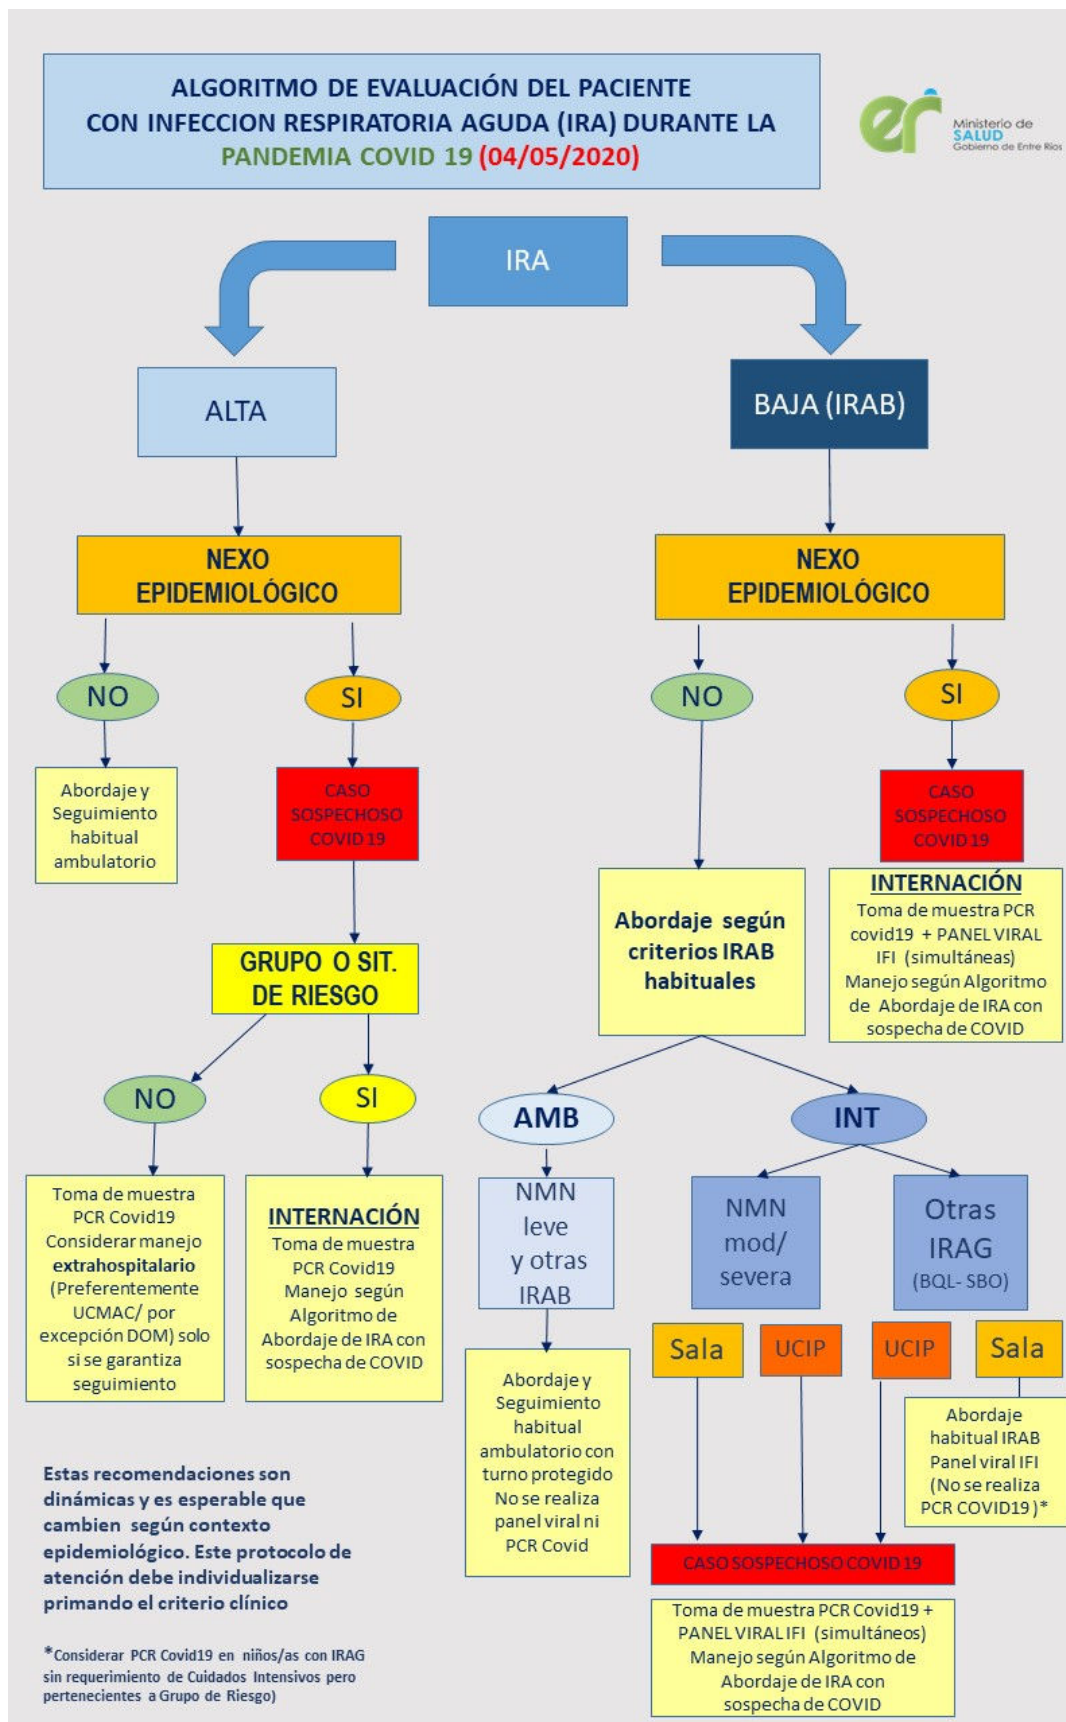 ALGORITMO DE EVALUACIÓN DEL PACIENTE
CON INFECCION RESPIRATORIA AGUDA (IRA) DURANTE LA
PANDEMIA COVID 19 (04/05/2020)
er
Ministerio de
SALUD
Gobierno de Entre Ríos
IRA
ALTA
BAJA (IRAB)
NEXO
EPIDEMIOLÓGICO
NEXO
EPIDEMIOLÓGICO
NO
SI
NO
SI
Abordaje y
Seguimiento
habitual
ambulatorio
CASO
SOSPECHOSO
COVID 19
CASO
SOSPECHOSO
COVID 19
INTERNACIÓN
Toma de muestra PCR
covid19 + PANEL VIRAL
IFI (simultáneas)
Manejo según Algoritmo
de Abordaje de IRA con
sospecha de COVID
Abordaje según
criterios IRAB
habituales
GRUPO O SIT.
DE RIESGO
NO
SI
AMB
INT
Toma de muestra
PCR Covid19
Considerar manejo
extrahospitalario
(Preferentemente
UCMAC/ por
excepción DOM) solo
si se garantiza
seguimiento
INTERNACIÓN
Toma de muestra
PCR Covid19
Manejo según
Algoritmo de
Abordaje de IRA con
sospecha de COVID
NMN
leve
y otras
IRAB
NMN
mod/
severa
Otras
IRAG
(BQL- SBO)
Sala
UCIP
UCIP
Sala
Abordaje y
Seguimiento
habitual
ambulatorio con
turno protegido
No se realiza
panel viral ni
PCR Covid
Abordaje
habitual IRAB
Panel viral IFI
(No se realiza
PCR COVID19)*
CASO SOSPECHOSO COVID 19
Toma de muestra PCR Covid19 +
PANEL VIRAL IFI (simultáneos)
Manejo según Algoritmo de
Abordaje de IRA con
sospecha de COVID
Estas recomendaciones son
dinámicas y es esperable que
cambien según contexto
epidemiológico. Este protocolo de
atención debe individualizarse
primando el criterio clínico
*Considerar PCR Covid19 en niños/as con IRAG
sin requerimiento de Cuidados Intensivos pero
pertenecientes a Grupo de Riesgo)